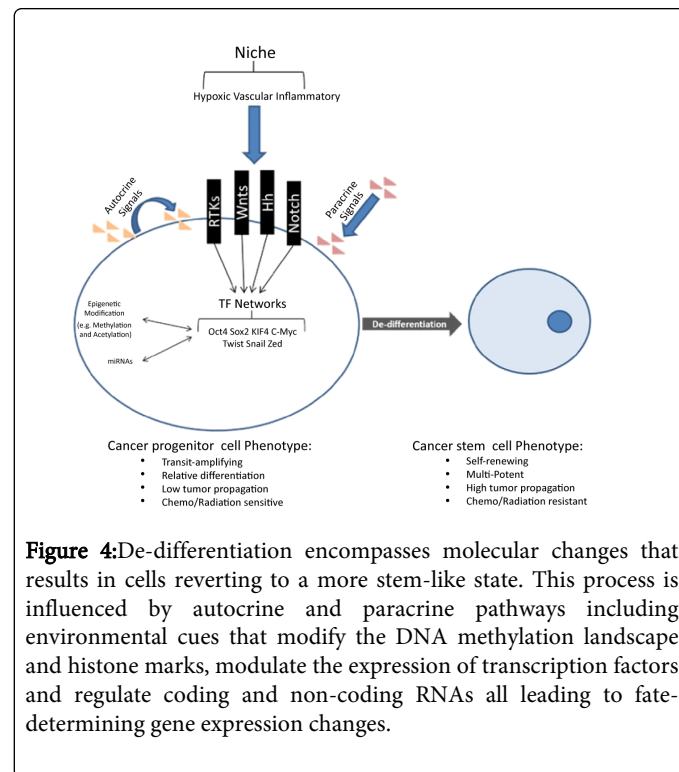 Niche
Hypoxic Vascular Inflammatory
Autocrine
Signals
RTKs
Wnts
Hh
Notch
Paracrine
Signals
TF Networks
Oct4 Sox2 KIF4 C-Myc
Twist Snail Zed
Epigenetic
Modification
(e.g. Methylation
and Acetylation)
miRNAs
De-differentiation
Cancer progenitor cell Phenotype:
• Transit-amplifying
• Relative differentiation
• Low tumor propagation
• Chemo/Radiation sensitive
Cancer stem cell Phenotype:
• Self-renewing
• Multi-Potent
• High tumor propagation
• Chemo/Radiation resistant
Figure 4:De-differentiation encompasses molecular changes that
results in cells reverting to a more stem-like state. This process is
influenced by autocrine and paracrine pathways including
environmental cues that modify the DNA methylation landscape
and histone marks, modulate the expression of transcription factors
and regulate coding and non-coding RNAs all leading to fate-
determining gene expression changes.